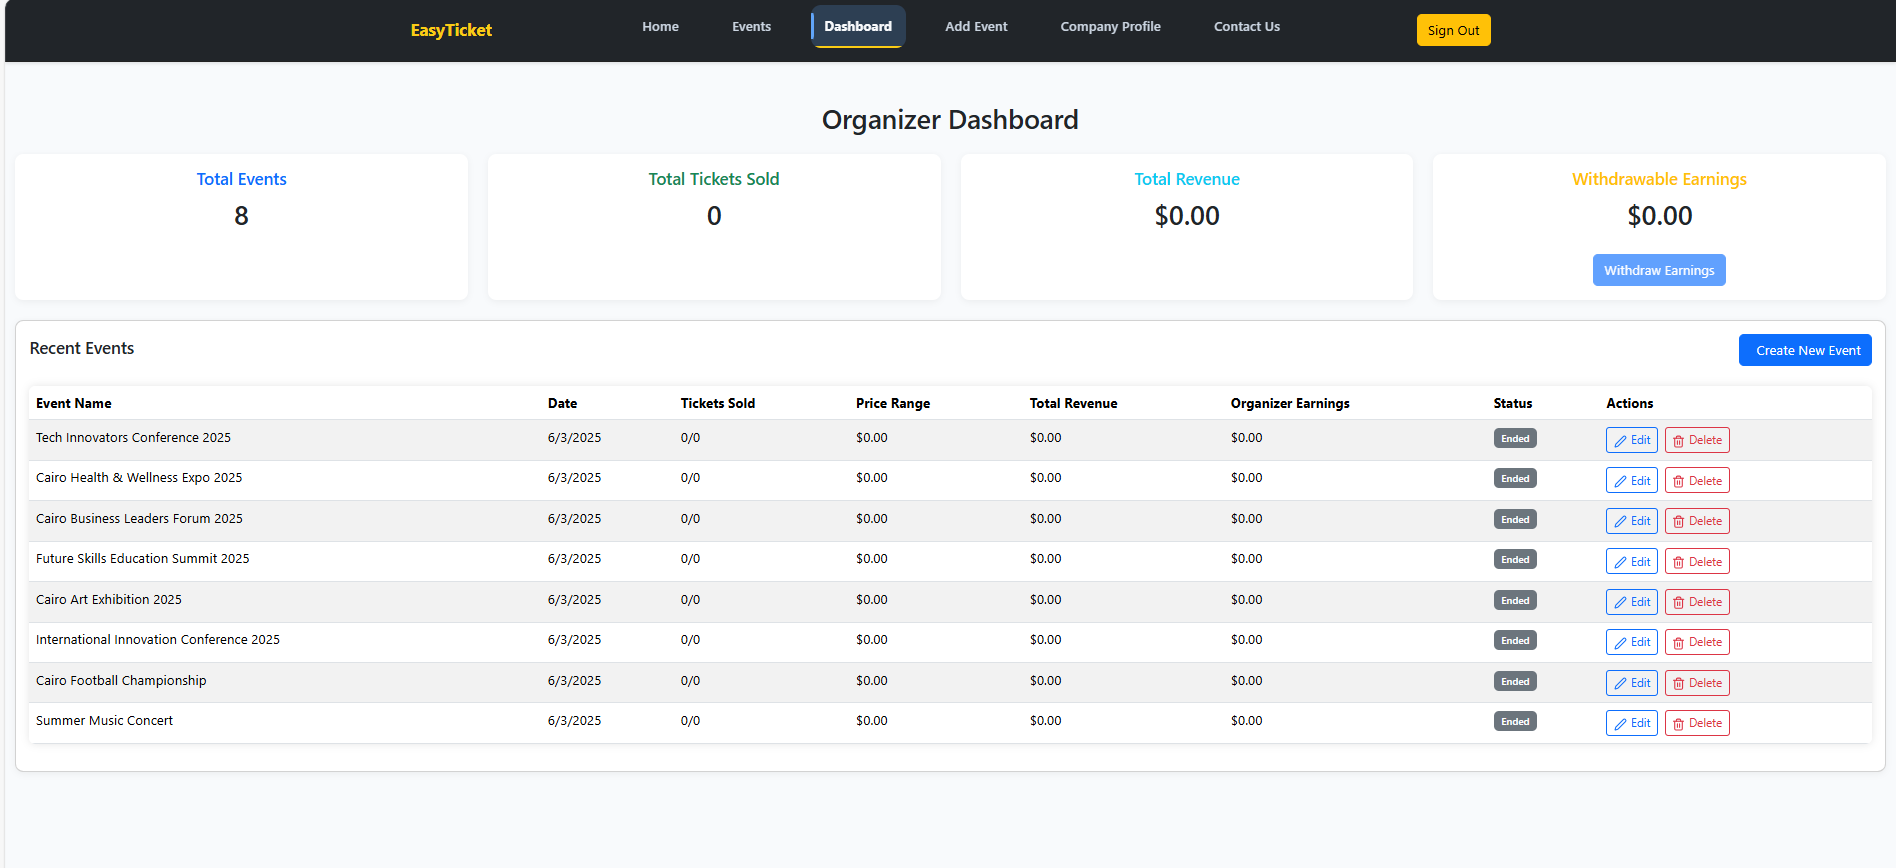 EasyTicket Home Events Dashboard Add Event Company Profile Contact Us Sign Out
Organizer Dashboard
Total Events Total Tickets Sold Total Revenue Withdrawable Earnings
8 0 $0.00 $0.00
Withdraw Earnings
Recent Events Create New Event
Event Name Date Tickets Sold Price Range Total Revenue Organizer Earnings Status Actions
Tech Innovators Conference 2025 6/3/2025 0/0 $0.00 $0.00 $0.00 Ended Edit Delete
Cairo Health & Wellness Expo 2025 6/3/2025 0/0 $0.00 $0.00 $0.00 Ended Edit Delete
Cairo Business Leaders Forum 2025 6/3/2025 0/0 $0.00 $0.00 $0.00 Ended Edit Delete
Future Skills Education Summit 2025 6/3/2025 0/0 $0.00 $0.00 $0.00 Ended Edit Delete
Cairo Art Exhibition 2025 6/3/2025 0/0 $0.00 $0.00 $0.00 Ended Edit Delete
International Innovation Conference 2025 6/3/2025 0/0 $0.00 $0.00 $0.00 Ended Edit Delete
Cairo Football Championship 6/3/2025 0/0 $0.00 $0.00 $0.00 Ended Edit Delete
Summer Music Concert 6/3/2025 0/0 $0.00 $0.00 $0.00 Ended Edit Delete